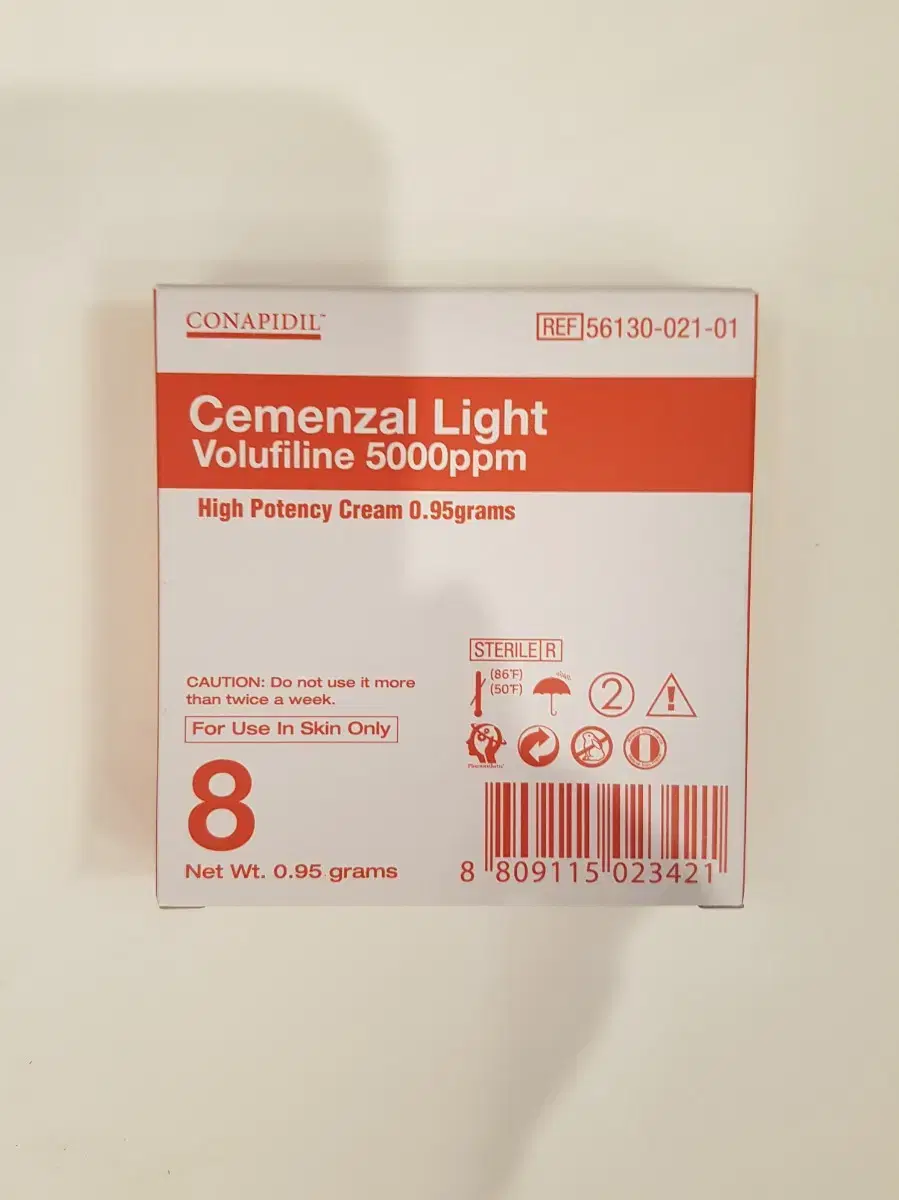 CONAPIDIL™
REF 56130-021-01
Cemenzal Light
Volufiline 5000ppm
High Potency Cream 0.95grams
STERILE R
(86°F)
(50°F)
2
CAUTION: Do not use it more
than twice a week.
For Use In Skin Only
8
Net Wt. 0.95 grams
8 809115 023421